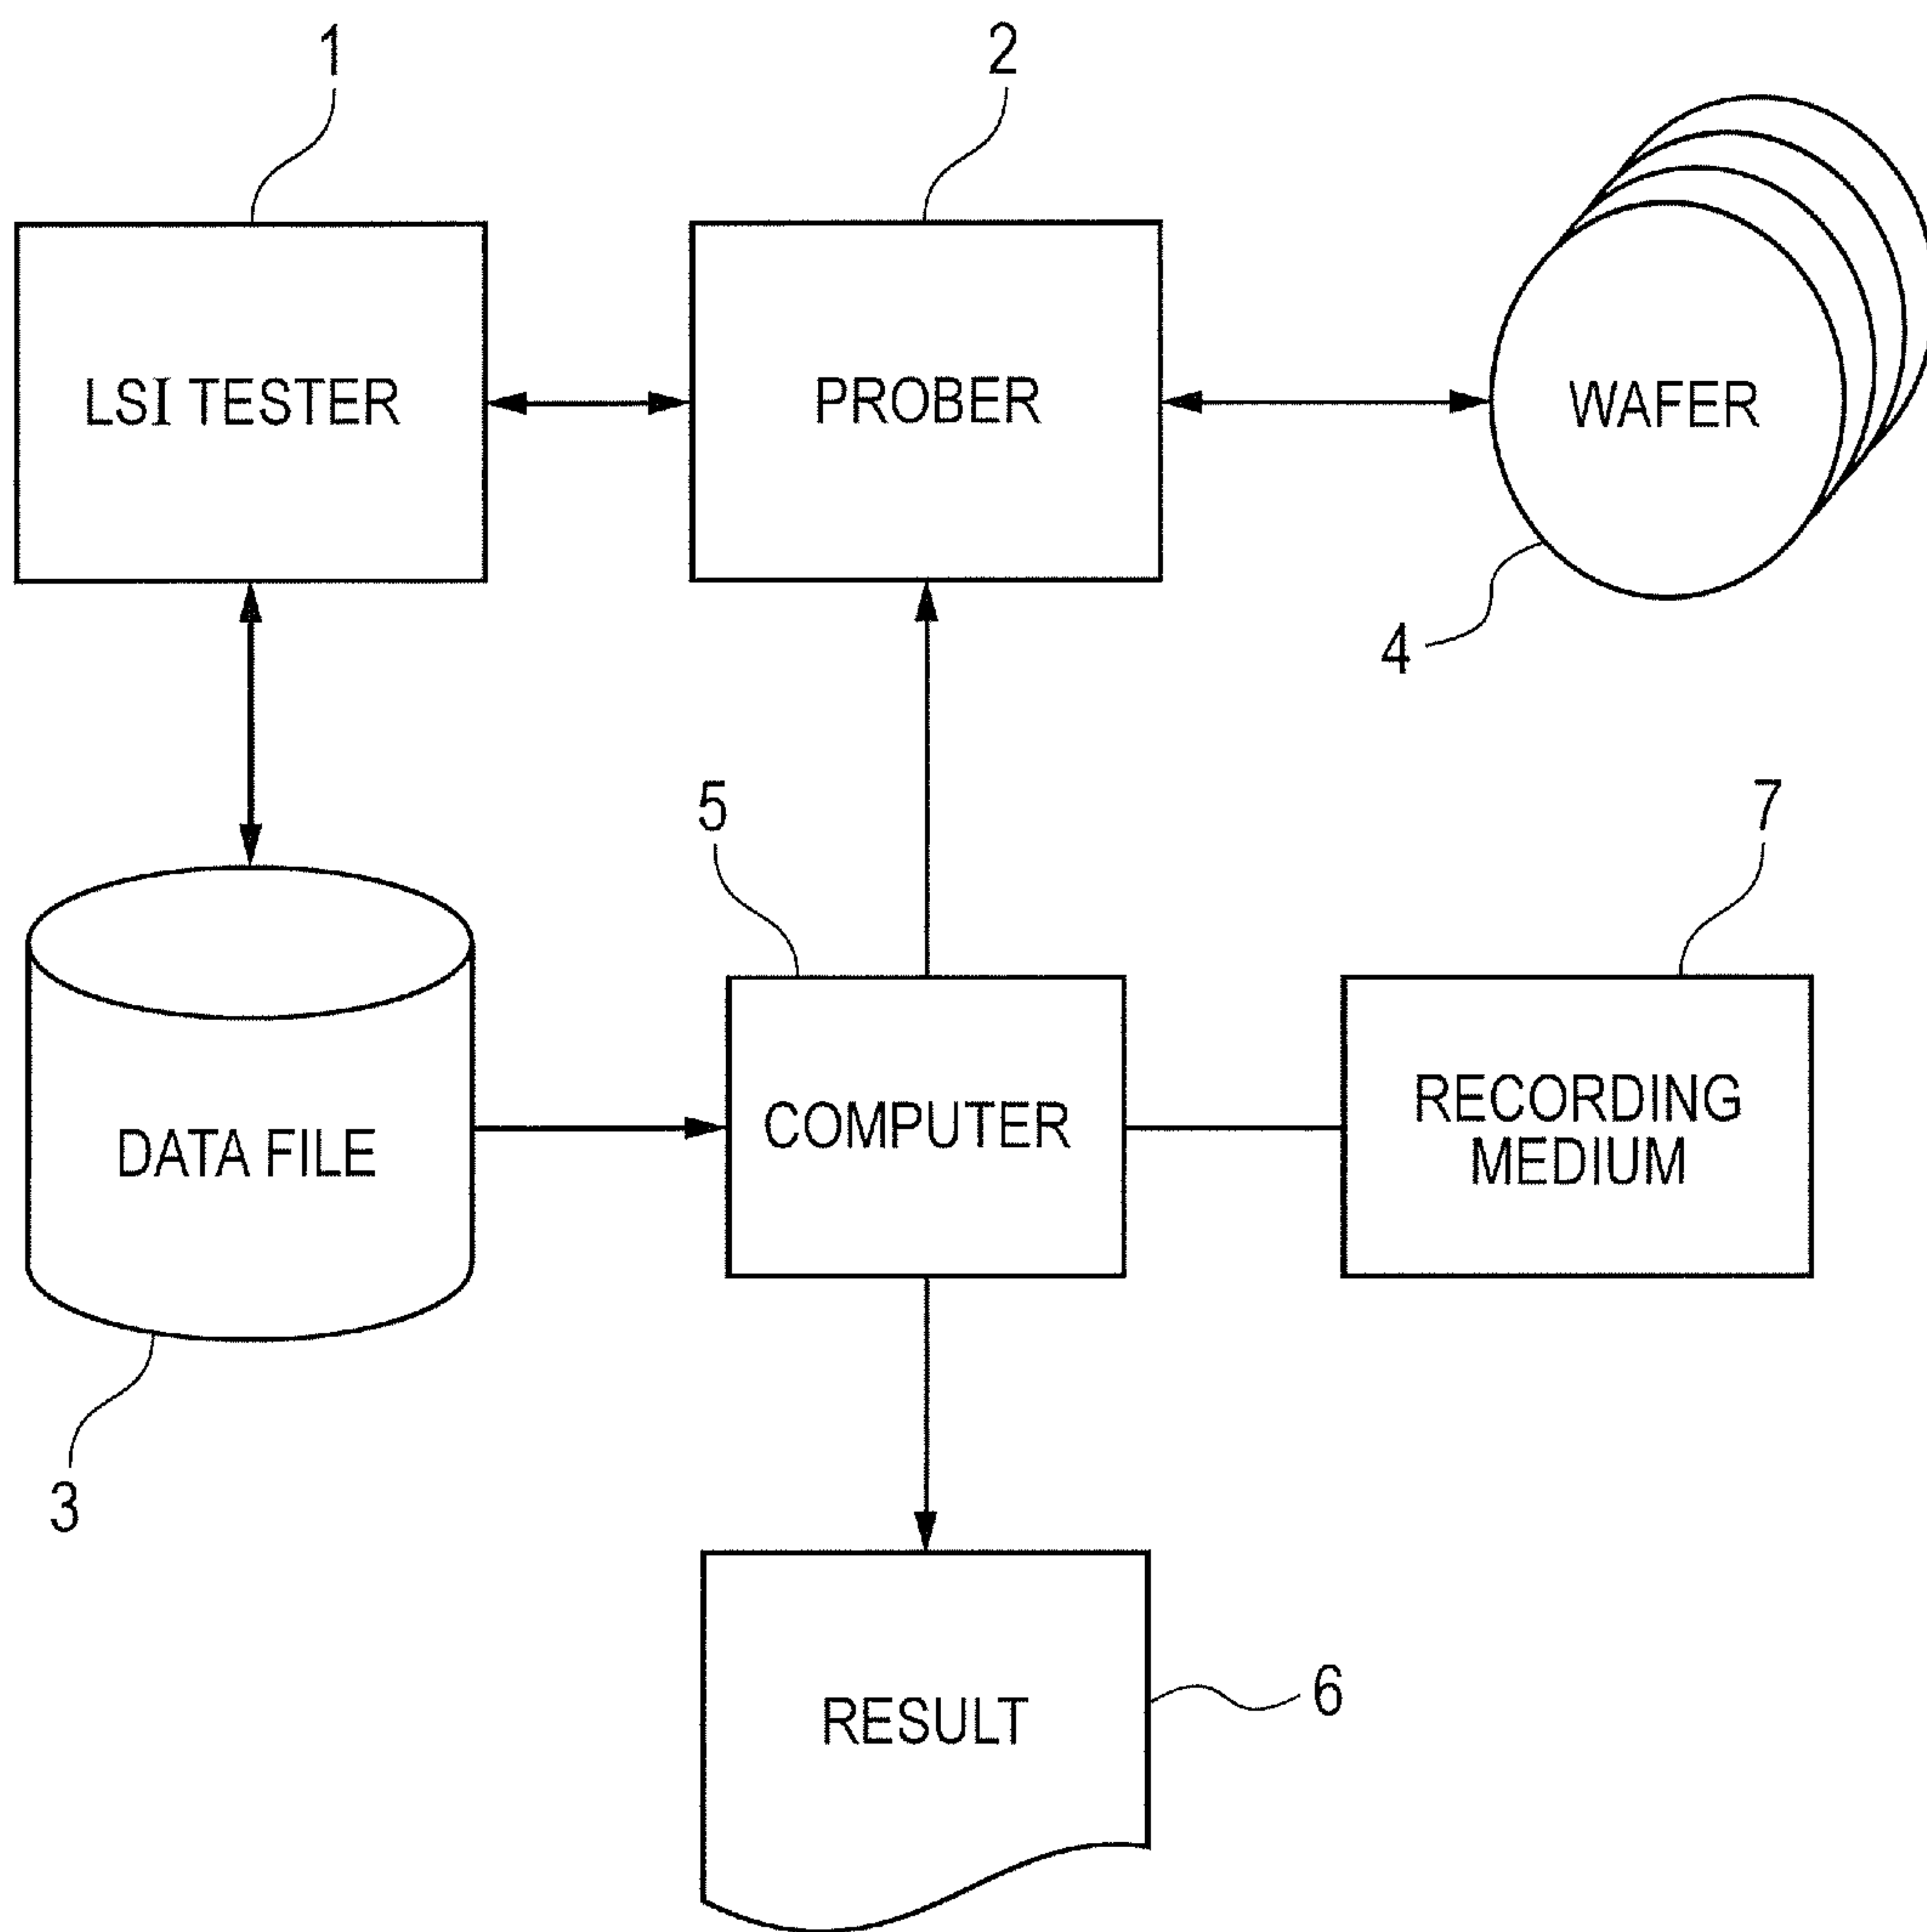 1
2
LSI TESTER
PROBER
WAFER
4
5
7
DATA FILE
COMPUTER
RECORDING
MEDIUM
3
RESULT
6